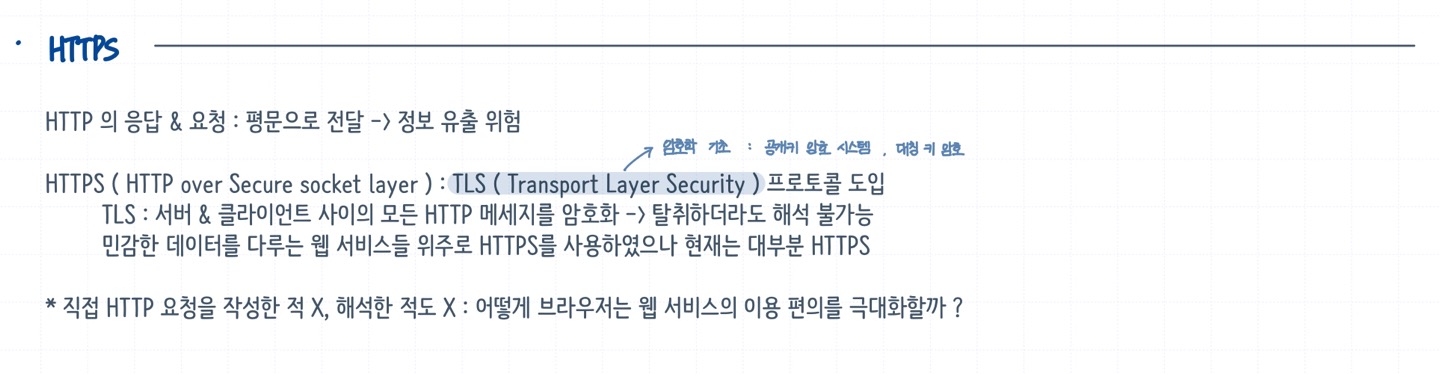 · HTTPS
HTTP 의 응답 & 요청 : 평문으로 전달 -> 정보 유출 위험
암호학 기초 : 공개키 암호 시스템 , 대칭 키 암호
HTTPS ( HTTP over Secure socket layer ) : TLS ( Transport Layer Security ) 프로토콜 도입
TLS : 서버 & 클라이언트 사이의 모든 HTTP 메세지를 암호화 -> 탈취하더라도 해석 불가능
민감한 데이터를 다루는 웹 서비스들 위주로 HTTPS를 사용하였으나 현재는 대부분 HTTPS
* 직접 HTTP 요청을 작성한 적 X, 해석한 적도 X : 어떻게 브라우저는 웹 서비스의 이용 편의를 극대화할까 ?